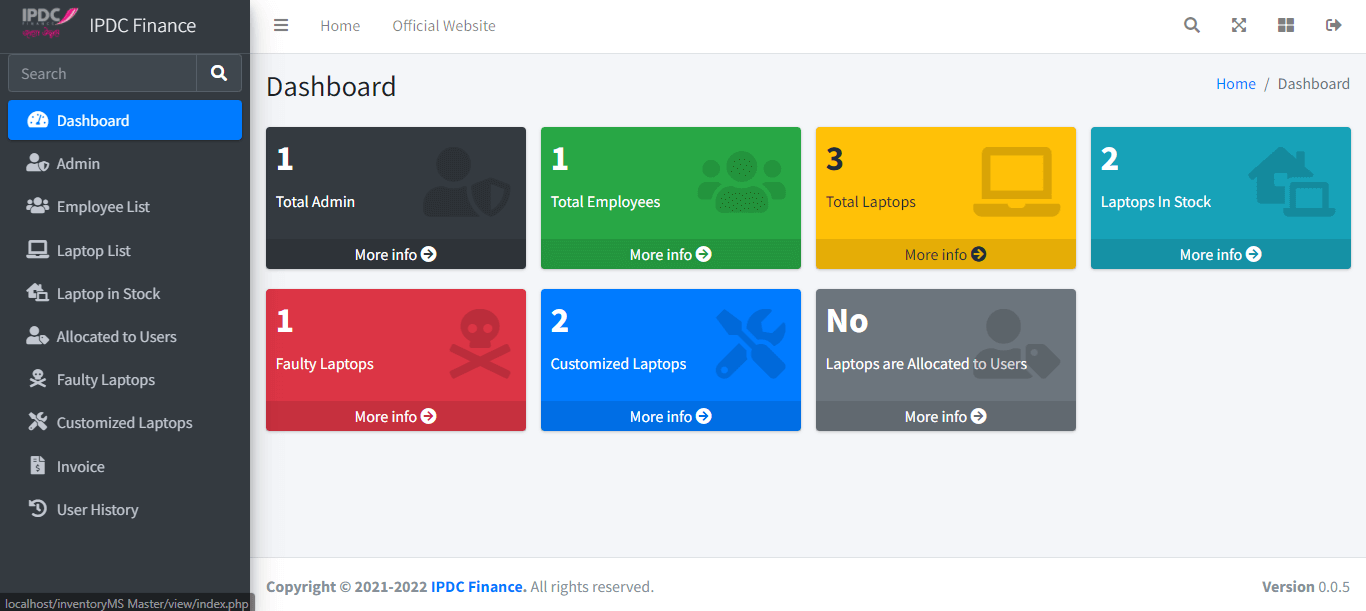 IPDC
FINANCE
IPDC Finance
Home
Official Website
Search
Dashboard
Admin
Employee List
Laptop List
Laptop in Stock
Allocated to Users
Faulty Laptops
Customized Laptops
Invoice
User History
Dashboard
Home / Dashboard
1
Total Admin
More info
1
Total Employees
More info
3
Total Laptops
More info
2
Laptops In Stock
More info
1
Faulty Laptops
More info
2
Customized Laptops
More info
No
Laptops are Allocated to Users
More info
Copyright © 2021-2022 IPDC Finance. All rights reserved.
Version 0.0.5
localhost/inventoryMS Master/view/index.php